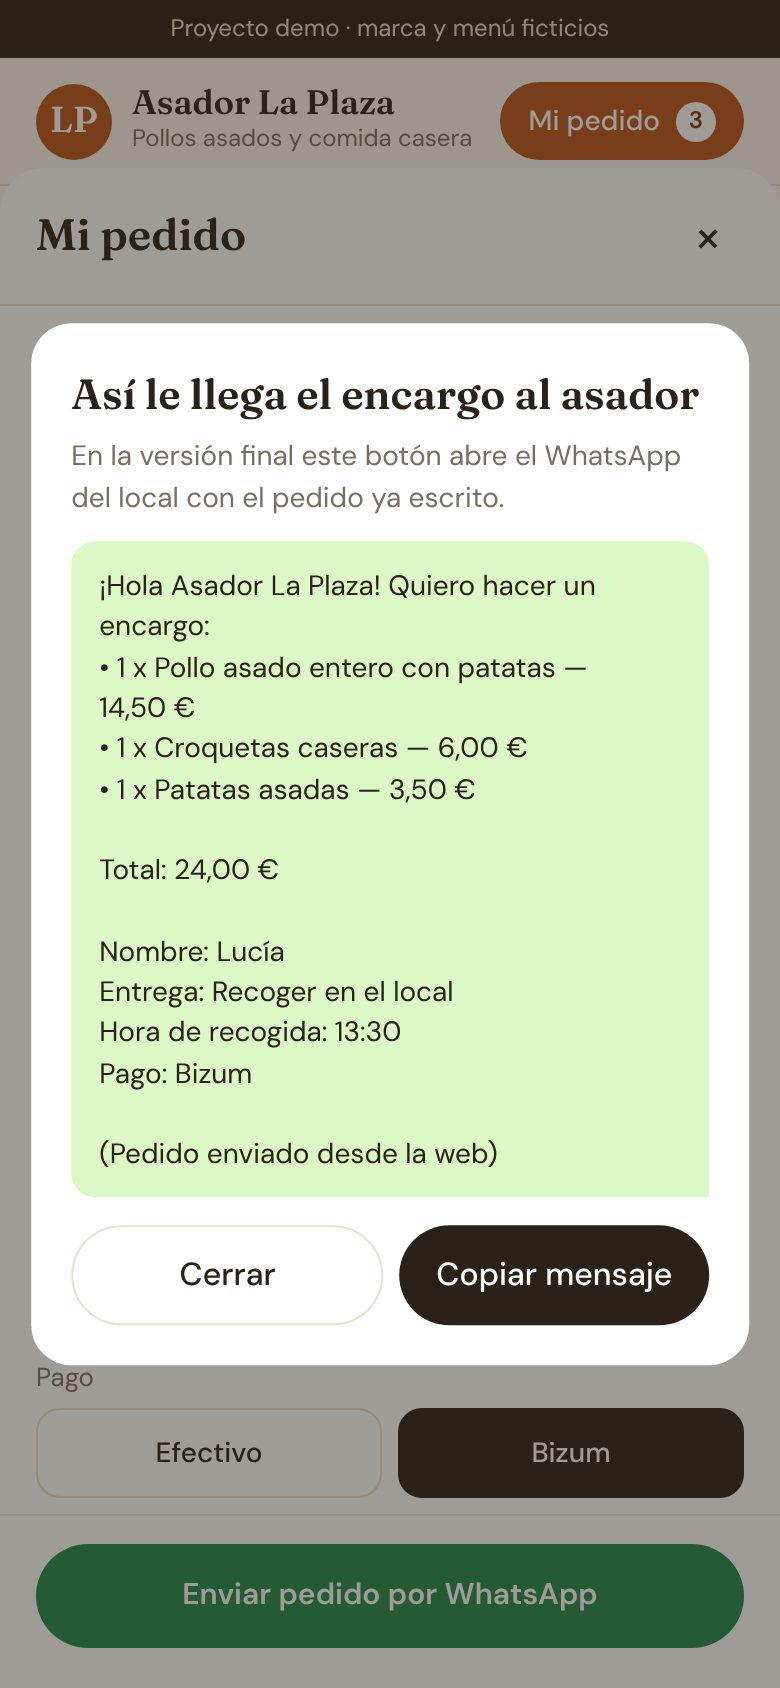 Proyecto demo · marca y menú ficticios
LP
Asador La Plaza
Pollos asados y comida casera
Mi pedido 3
Mi pedido
×
Así le llega el encargo al asador
En la versión final este botón abre el WhatsApp
del local con el pedido ya escrito.
¡Hola Asador La Plaza! Quiero hacer un
encargo:
• 1 x Pollo asado entero con patatas —
14,50 €
• 1 x Croquetas caseras — 6,00 €
• 1 x Patatas asadas — 3,50 €
Total: 24,00 €
Nombre: Lucía
Entrega: Recoger en el local
Hora de recogida: 13:30
Pago: Bizum
(Pedido enviado desde la web)
Cerrar
Copiar mensaje
Pago
Efectivo
Bizum
Enviar pedido por WhatsApp